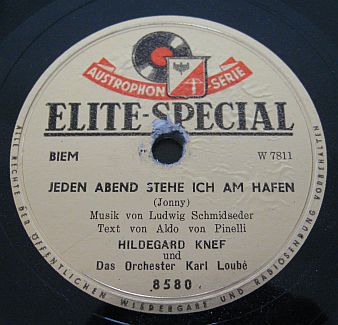 AUSTROPHON-SERIE
ELITE-SPECIAL
BIEM
W 7811
JEDEN ABEND STEHE ICH AM HAFEN
(Jonny)
Musik von Ludwig Schmidseder
Text von Aldo von Pinelli
HILDEGARD KNEF
und
Das Orchester Karl Loubé
8580
ALLE RECHTE DER ÖFFENTLICHEN WIEDERGABE UND RADIOSENDUNG VORBEHALTEN